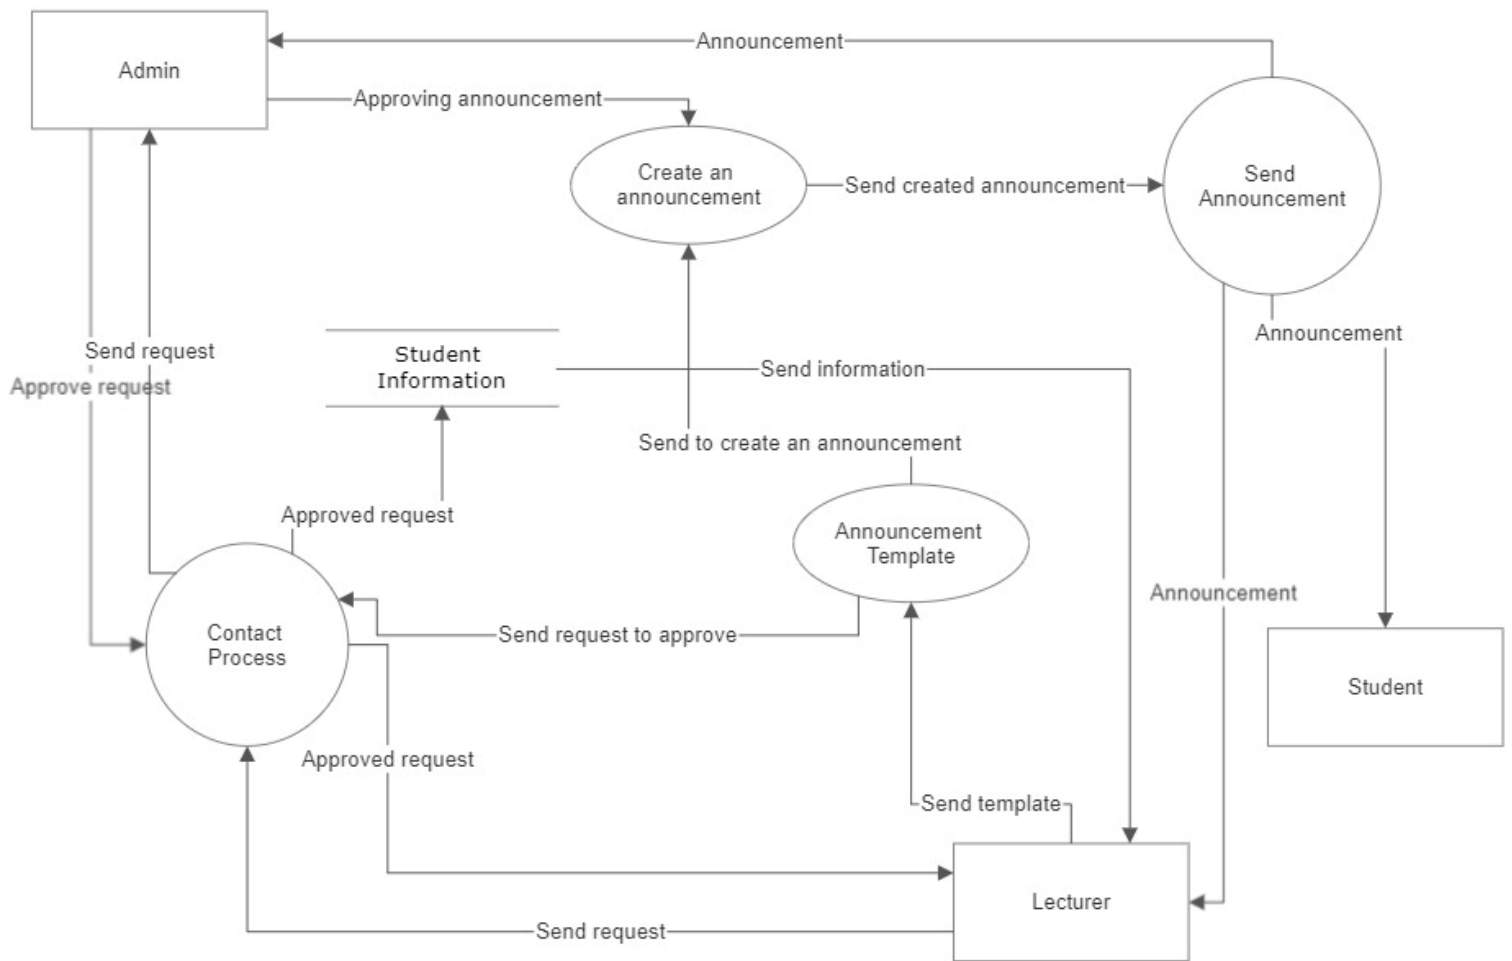 Announcement
Admin
Approving announcement
Create an
announcement
Send created announcement
Send
Announcement
Announcement
Send request
Student
Information
Send information
Approve request
Send to create an announcement
Approved request
Announcement
Template
Announcement
Contact
Process
Send request to approve
Student
Approved request
Send template
Lecturer
Send request